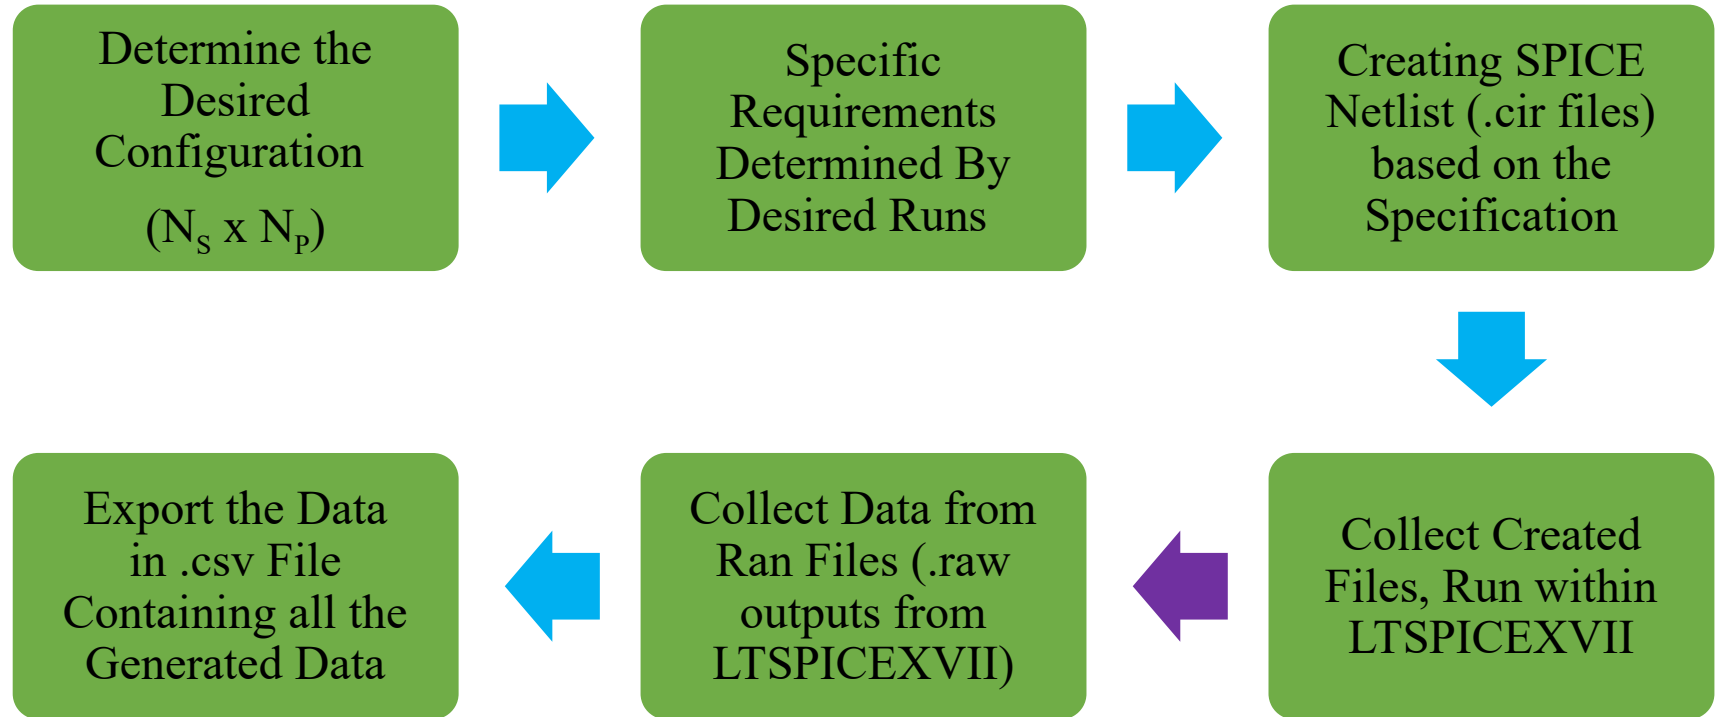 Determine the
Desired
Configuration
(N_S x N_P)
Specific
Requirements
Determined By
Desired Runs
Creating SPICE
Netlist (.cir files)
based on the
Specification
Collect Created
Files, Run within
LTSPICEXVII
Collect Data from
Ran Files (.raw
outputs from
LTSPICEXVII)
Export the Data
in .csv File
Containing all the
Generated Data